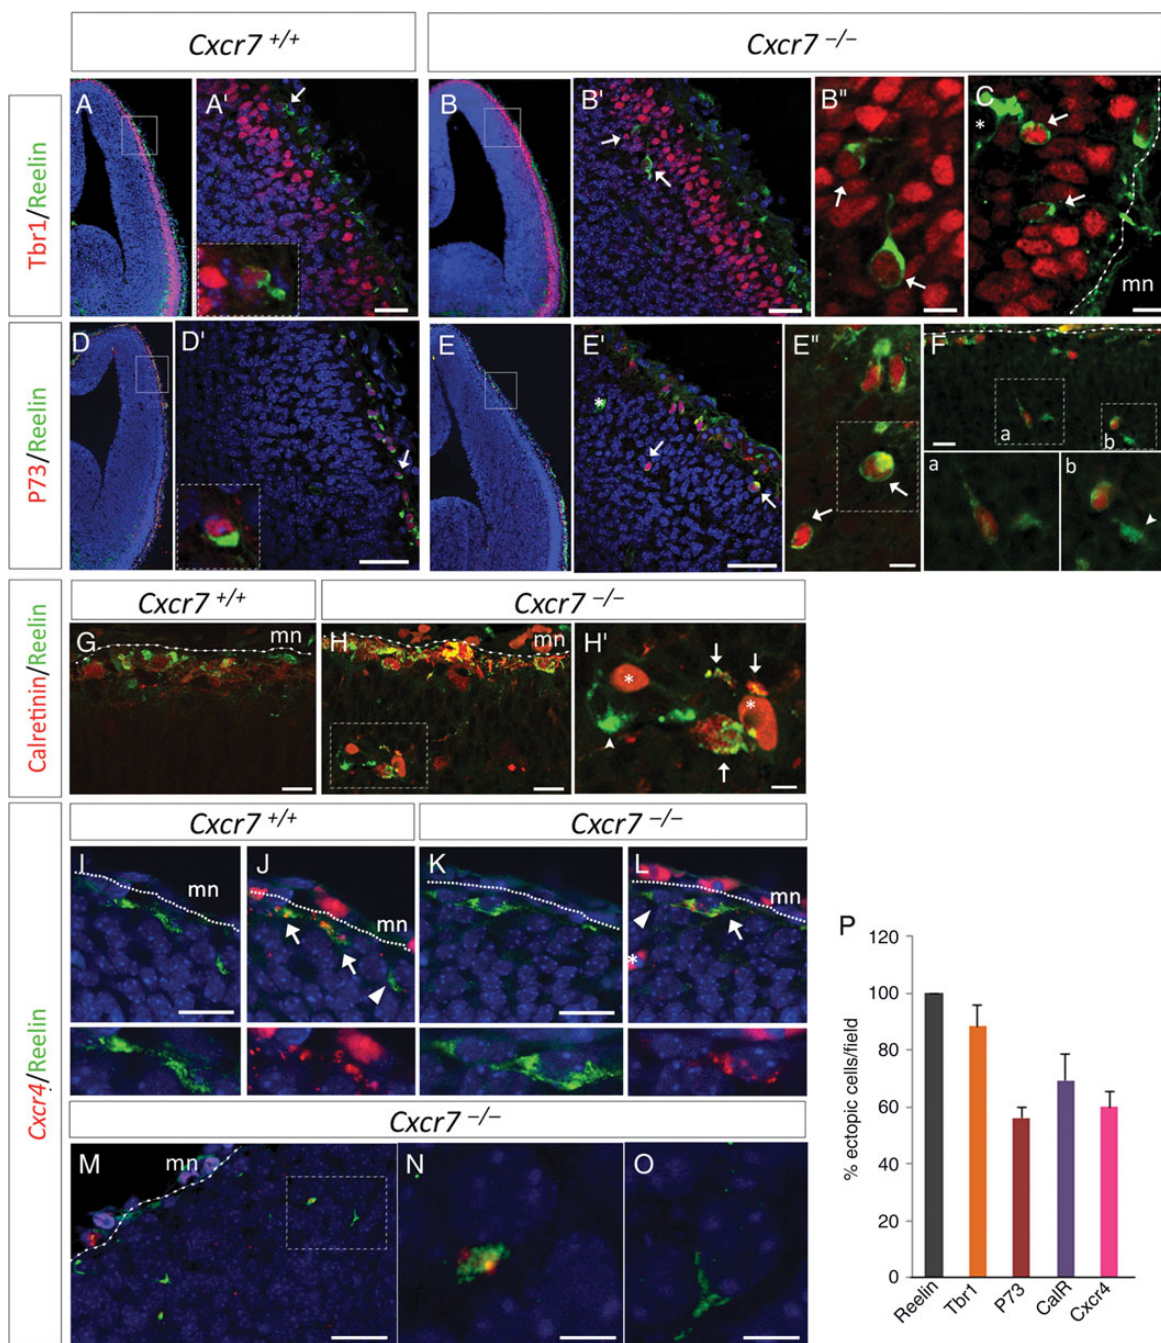 Cxcr7 +/+
Cxcr7 −/−
Tbr1/Reelin
A
A'
B
B'
B"
C
*
mn
P73/Reelin
D
D'
E
E'
*
E"
F
a
b
a
b
Cxcr7 +/+
Cxcr7 −/−
Calretinin/Reelin
G
mn
H
mn
H'
*
*
Cxcr7 +/+
Cxcr7 −/−
Cxcr4/Reelin
I
mn
J
mn
K
mn
L
mn
*
Cxcr7 −/−
M
mn
N
O
P
% ectopic cells/field
120
100
80
60
40
20
0
Reelin
Tbr1
P73
CalR
Cxcr4